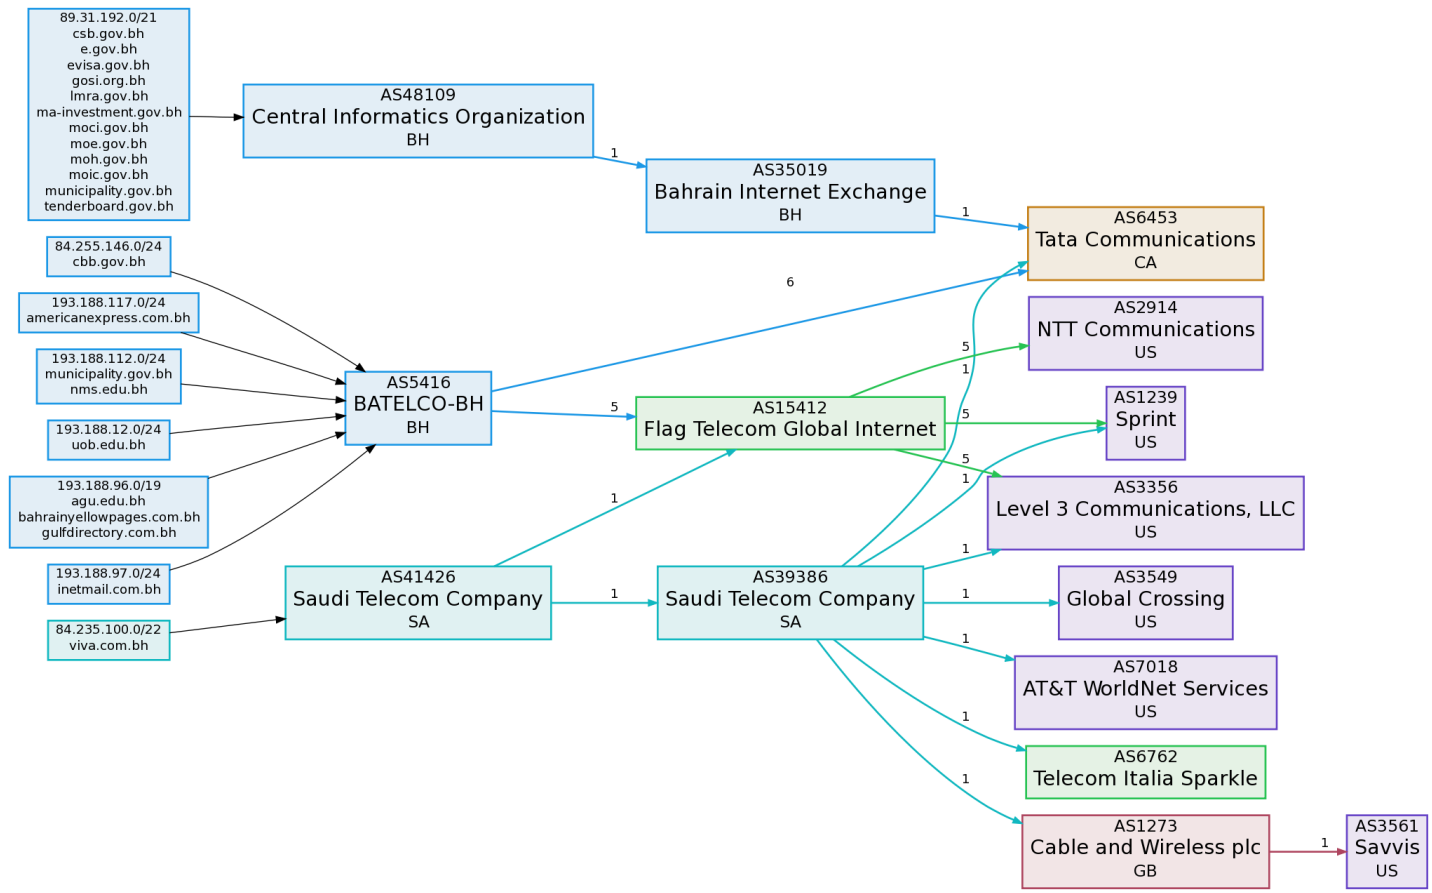 89.31.192.0/21
csb.gov.bh
e.gov.bh
evisa.gov.bh
gosi.org.bh
lmra.gov.bh
ma-investment.gov.bh
moci.gov.bh
moe.gov.bh
moh.gov.bh
moic.gov.bh
municipality.gov.bh
tenderboard.gov.bh
84.255.146.0/24
cbb.gov.bh
193.188.117.0/24
americanexpress.com.bh
193.188.112.0/24
municipality.gov.bh
nms.edu.bh
193.188.12.0/24
uob.edu.bh
193.188.96.0/19
agu.edu.bh
bahrainyellowpages.com.bh
gulfdirectory.com.bh
193.188.97.0/24
inetmail.com.bh
84.235.100.0/22
viva.com.bh
AS48109
Central Informatics Organization
BH
AS5416
BATELCO-BH
BH
AS41426
Saudi Telecom Company
SA
1
6
5
1
1
AS35019
Bahrain Internet Exchange
BH
AS15412
Flag Telecom Global Internet
AS39386
Saudi Telecom Company
SA
1
5
1
5
5
1
1
1
1
1
1
AS6453
Tata Communications
CA
AS2914
NTT Communications
US
AS1239
Sprint
US
AS3356
Level 3 Communications, LLC
US
AS3549
Global Crossing
US
AS7018
AT&T WorldNet Services
US
AS6762
Telecom Italia Sparkle
AS1273
Cable and Wireless plc
GB
1
AS3561
Savvis
US